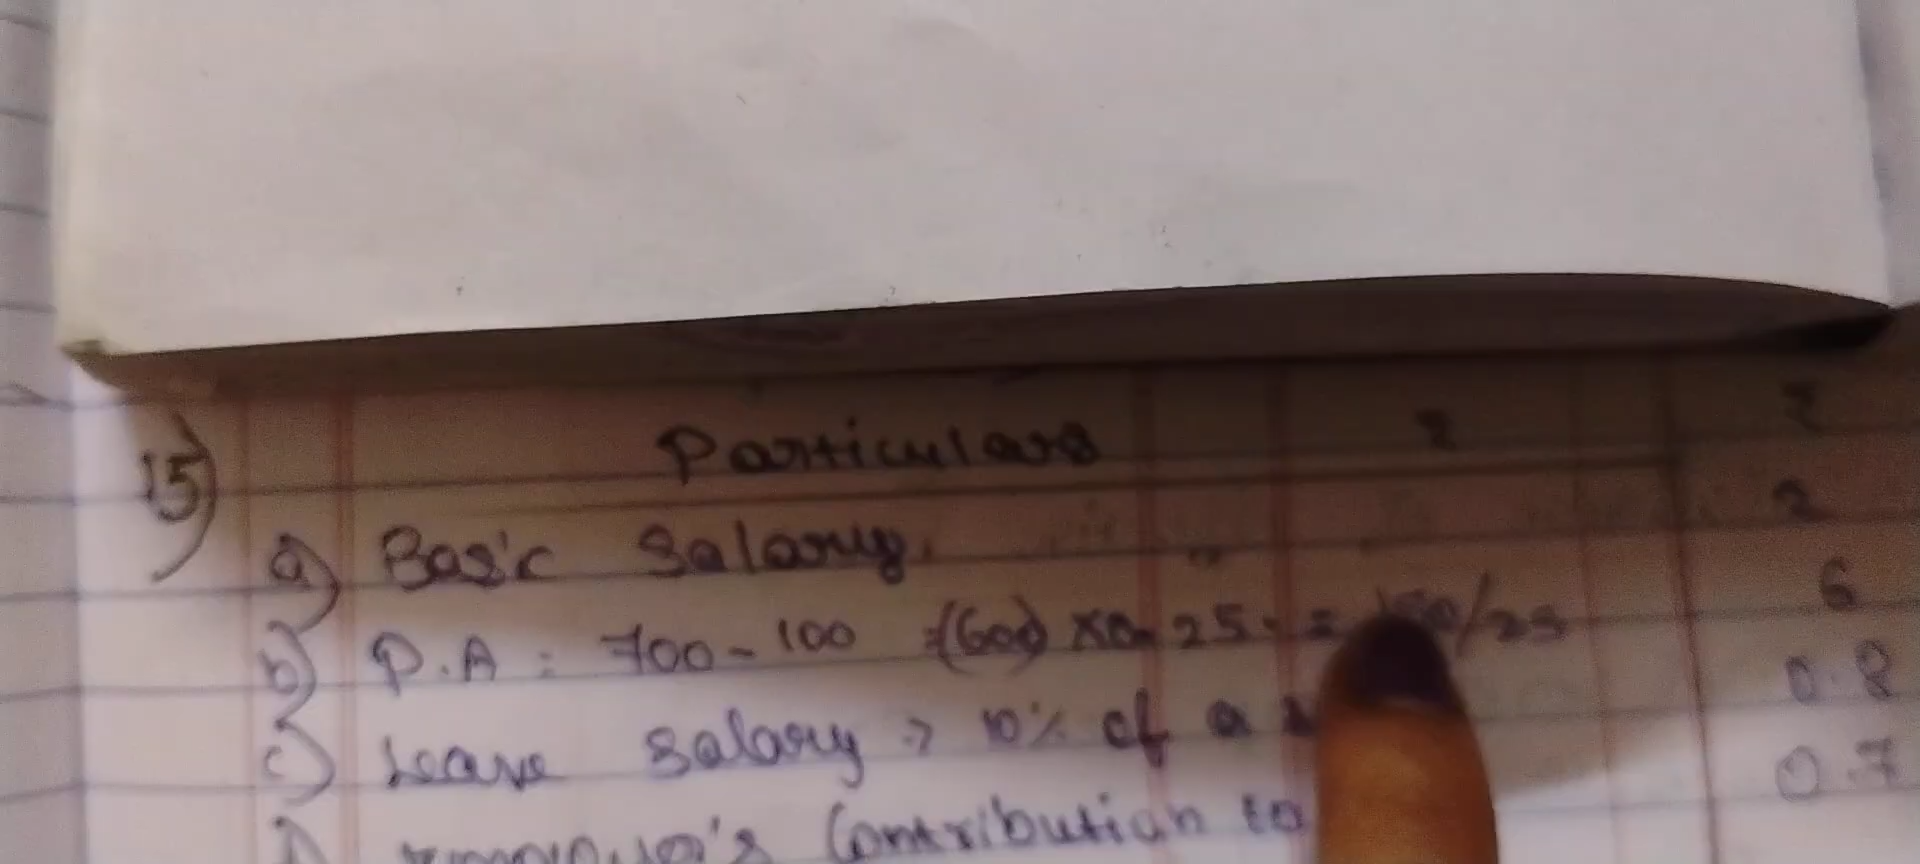 15) Particulars ₹ ₹
a) Basic Salary. 2
b) P.A : 700 - 100 =(600) x 0.25 = /25 6
c) Leave Salary → 10% of a 0.8
Contribution to 0.7